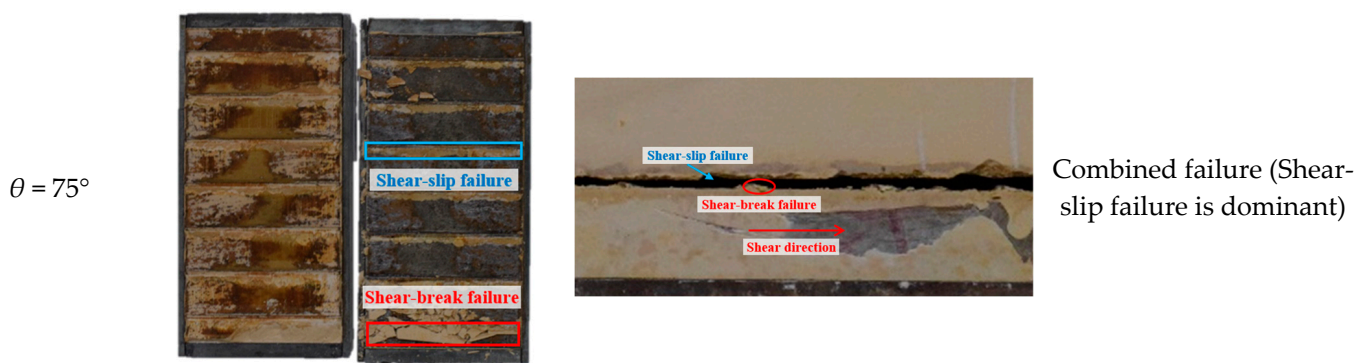 θ = 75°
Shear-slip failure
Shear-break failure
Shear-slip failure
Shear-break failure
Shear direction
Combined failure (Shear-
slip failure is dominant)